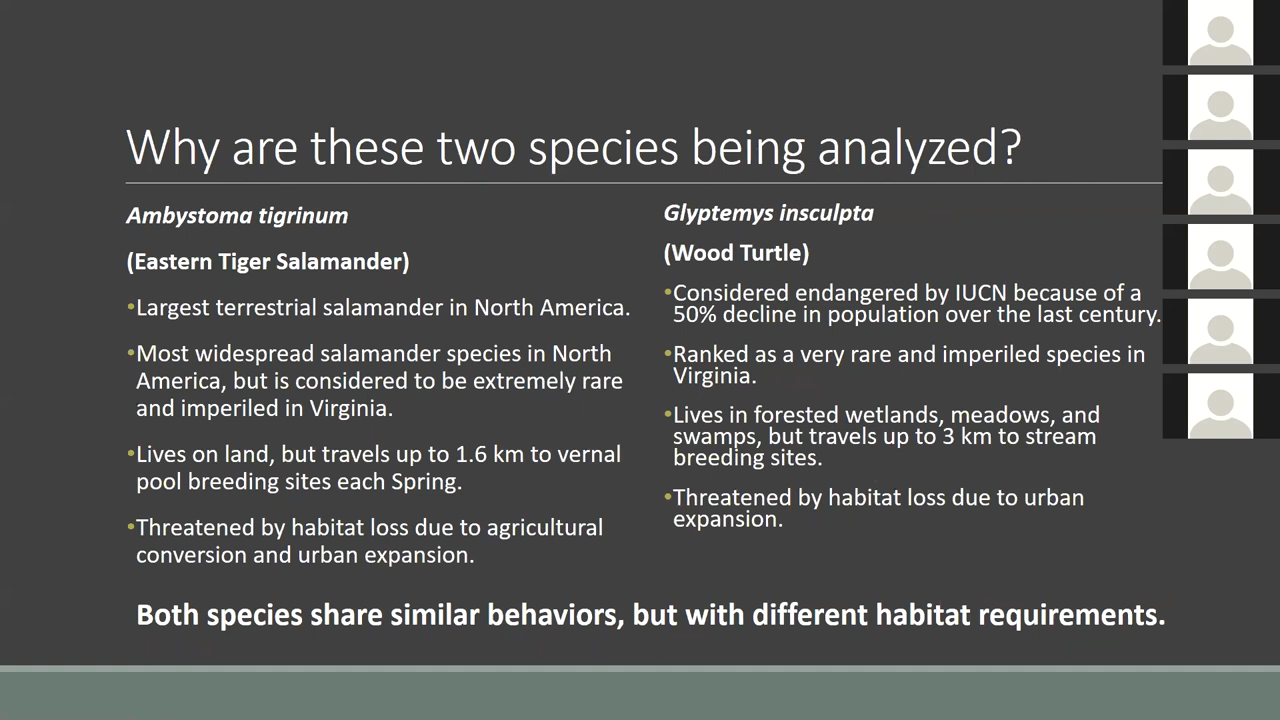 Why are these two species being analyzed?
Ambystoma tigrinum
(Eastern Tiger Salamander)
•Largest terrestrial salamander in North America.
•Most widespread salamander species in North
America, but is considered to be extremely rare
and imperiled in Virginia.
•Lives on land, but travels up to 1.6 km to vernal
pool breeding sites each Spring.
•Threatened by habitat loss due to agricultural
conversion and urban expansion.
Glyptemys insculpta
(Wood Turtle)
•Considered endangered by IUCN because of a
50% decline in population over the last century.
•Ranked as a very rare and imperiled species in
Virginia.
•Lives in forested wetlands, meadows, and
swamps, but travels up to 3 km to stream
breeding sites.
•Threatened by habitat loss due to urban
expansion.
Both species share similar behaviors, but with different habitat requirements.